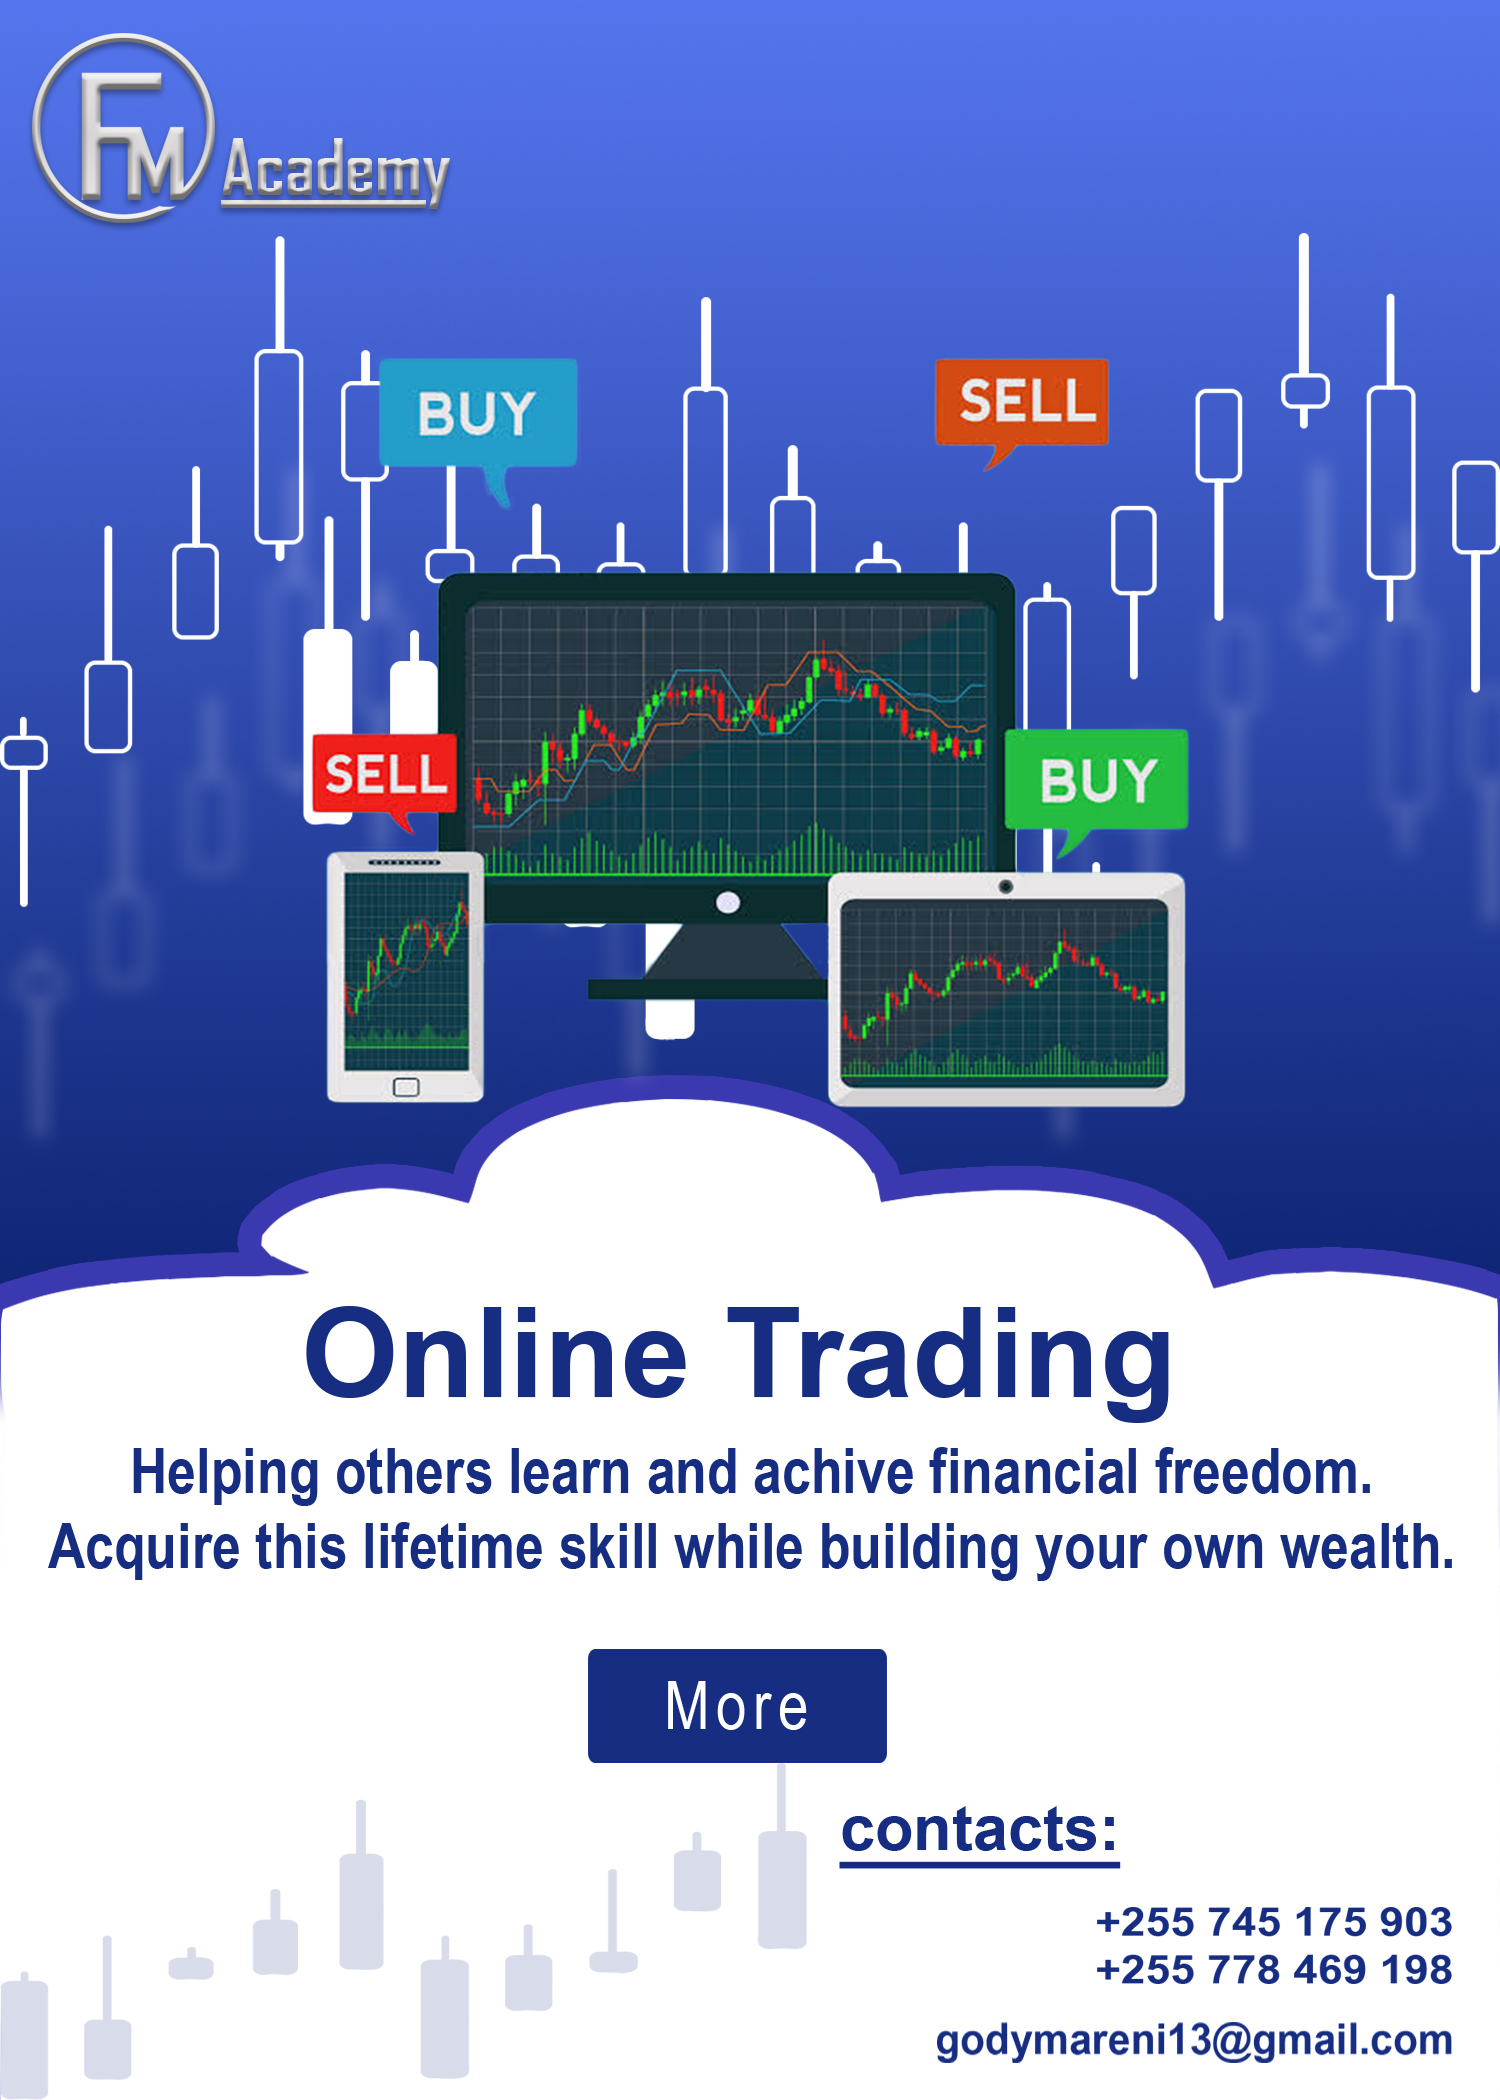 FM Academy
BUY
SELL
SELL
BUY
Online Trading
Helping others learn and achive financial freedom.
Acquire this lifetime skill while building your own wealth.
More
contacts:
+255 745 175 903
+255 778 469 198
godymareni13@gmail.com